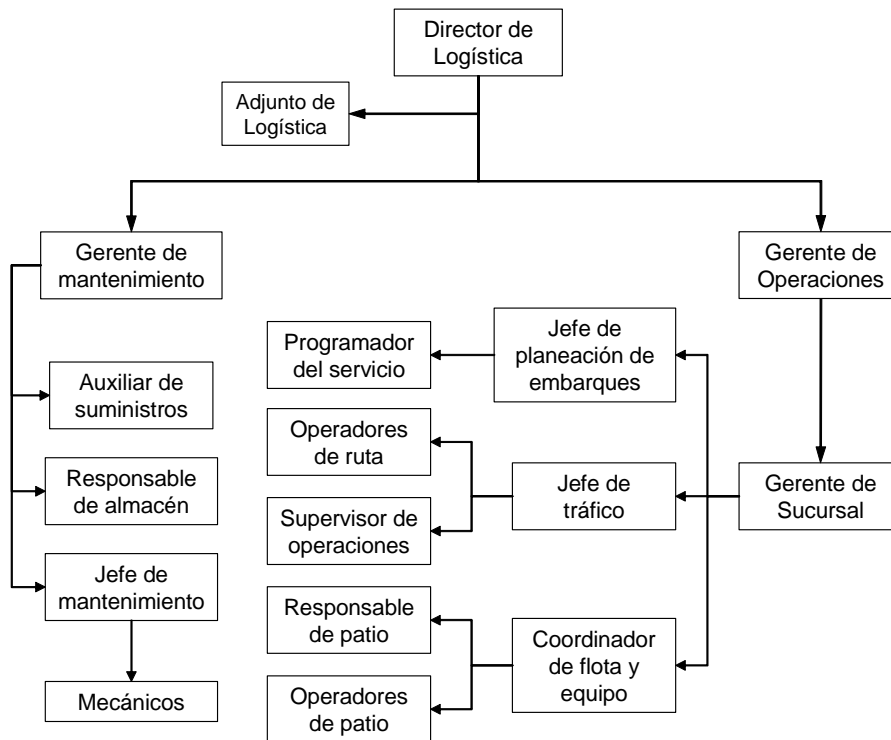 Director de
Logística
Adjunto de
Logística
Gerente de
mantenimiento
Gerente de
Operaciones
Programador
del servicio
Jefe de
planeación de
embarques
Auxiliar de
suministros
Operadores
de ruta
Responsable
de almacén
Supervisor de
operaciones
Jefe de
tráfico
Gerente de
Sucursal
Jefe de
mantenimiento
Responsable
de patio
Coordinador
de flota y
equipo
Mecánicos
Operadores
de patio